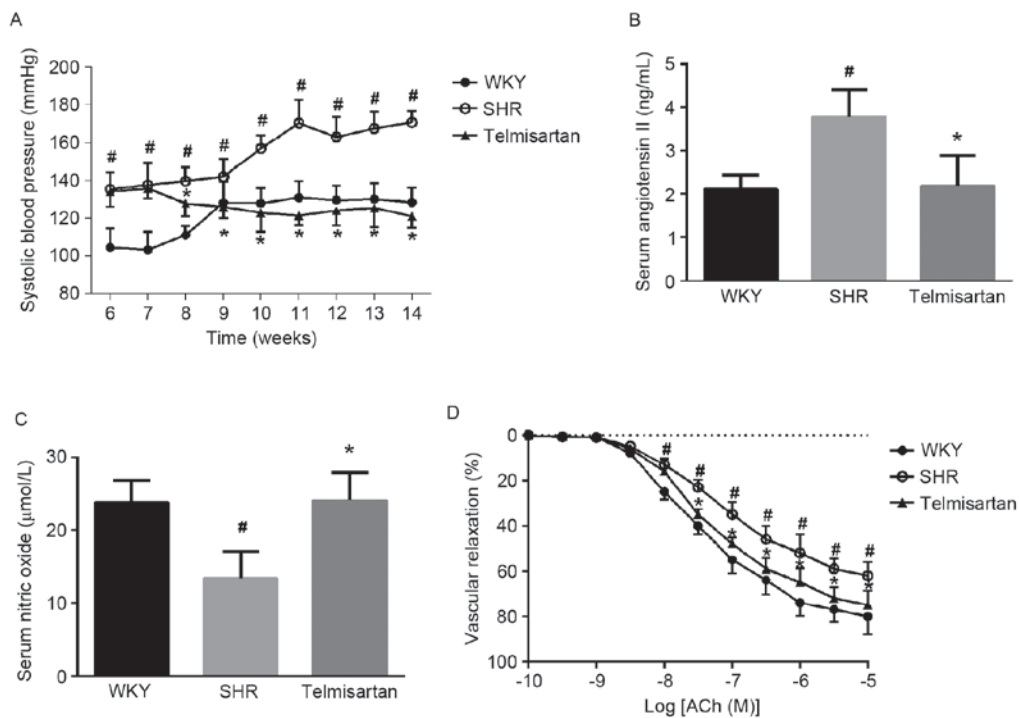 A
Systolic blood pressure (mmHg)
200
180
160
140
120
100
80
# # # # # # # # #
*
* * * * * *
6 7 8 9 10 11 12 13 14
Time (weeks)
WKY
SHR
Telmisartan
B
Serum angiotensin II (ng/mL)
5
4
3
2
1
0
#
*
WKY SHR Telmisartan
C
Serum nitric oxide (μmol/L)
30
20
10
0
#
*
WKY SHR Telmisartan
D
Vascular relaxation (%)
0
20
40
60
80
100
# # # # # # #
* * * * * *
-10 -9 -8 -7 -6 -5
Log [ACh (M)]
WKY
SHR
Telmisartan